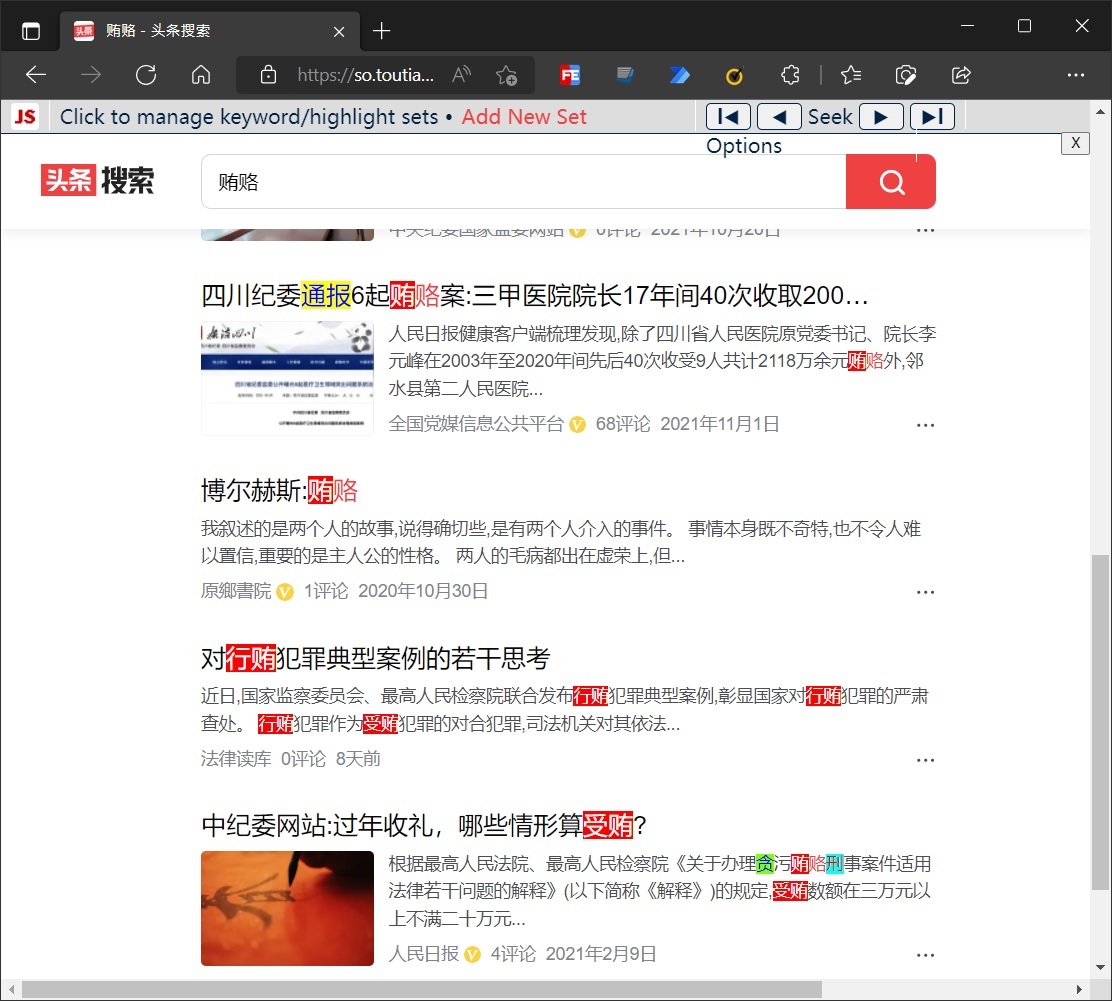 头条
贿赂 - 头条搜索
https://so.toutia...
FE
JS
Click to manage keyword/highlight sets • Add New Set
Seek
Options
X
头条 搜索
贿赂
中央纪委国家监委网站 0评论 2021年10月20日
四川纪委通报6起贿赂案:三甲医院院长17年间40次收取200...
人民日报健康客户端梳理发现,除了四川省人民医院原党委书记、院长李
元峰在2003年至2020年间先后40次收受9人共计2118万余元贿赂外,邻
水县第二人民医院...
全国党媒信息公共平台 68评论 2021年11月1日
博尔赫斯:贿赂
我叙述的是两个人的故事,说得确切些,是有两个人介入的事件。 事情本身既不奇特,也不令人难
以置信,重要的是主人公的性格。 两人的毛病都出在虚荣上,但...
原鄉書院 1评论 2020年10月30日
对行贿犯罪典型案例的若干思考
近日,国家监察委员会、最高人民检察院联合发布行贿犯罪典型案例,彰显国家对行贿犯罪的严肃
查处。 行贿犯罪作为受贿犯罪的对合犯罪,司法机关对其依法...
法律读库 0评论 8天前
中纪委网站:过年收礼，哪些情形算受贿?
根据最高人民法院、最高人民检察院《关于办理贪污贿赂刑事案件适用
法律若干问题的解释》(以下简称《解释》)的规定,受贿数额在三万元以
上不满二十万元...
人民日报 4评论 2021年2月9日